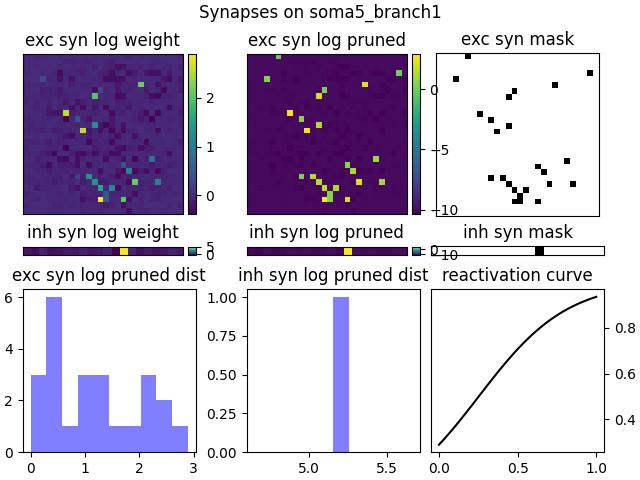 Synapses on soma5_branch1
exc syn log weight
exc syn log pruned
exc syn mask
2
1
0
0
−5
−10
inh syn log weight
inh syn log pruned
inh syn mask
5
0
0
10
exc syn log pruned dist
inh syn log pruned dist
reactivation curve
6
4
2
0
0 1 2 3
1.00
0.75
0.50
0.25
0.00
5.0 5.5
0.8
0.6
0.4
0.0 0.5 1.0